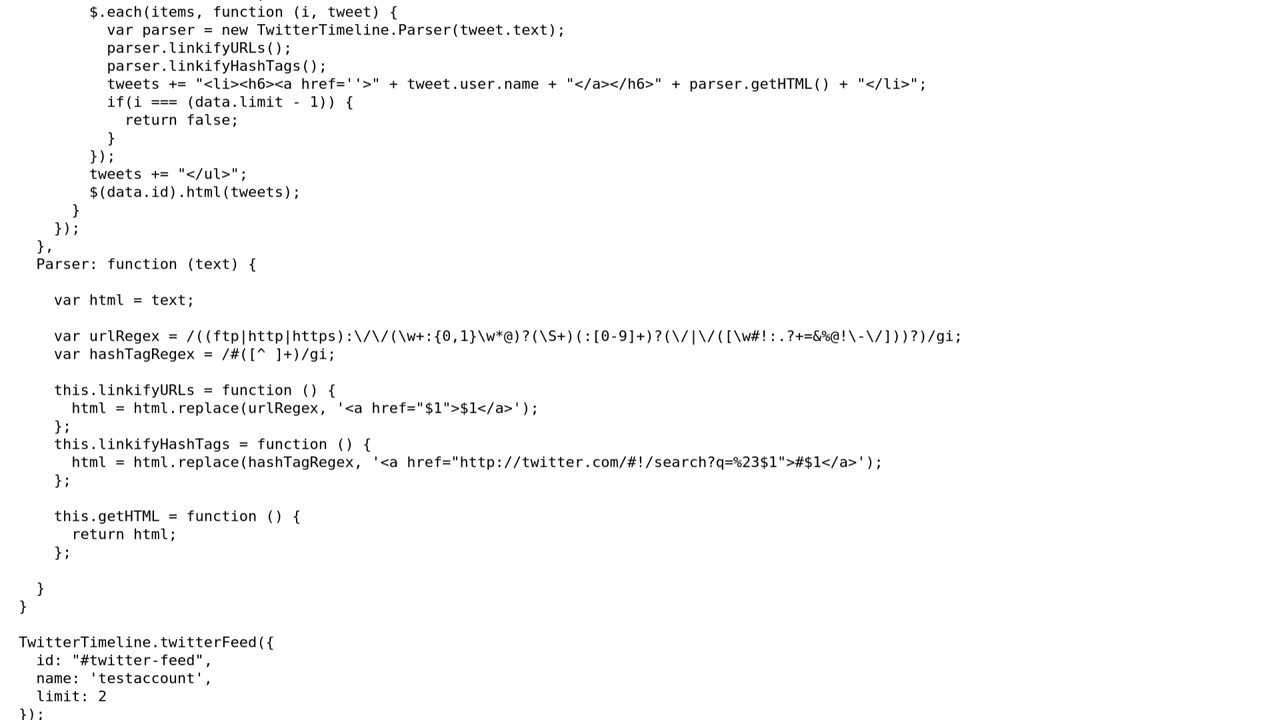 $.each(items, function (i, tweet) {
var parser = new TwitterTimeline.Parser(tweet.text);
parser.linkifyURLs();
parser.linkifyHashTags();
tweets += "<li><h6><a href=''>" + tweet.user.name + "</a></h6>" + parser.getHTML() + "</li>";
if(i === (data.limit - 1)) {
return false;
}
});
tweets += "</ul>";
$(data.id).html(tweets);
}
});
},
Parser: function (text) {
var html = text;
var urlRegex = /((ftp|http|https):\/\/(\w+:{0,1}\w*@)?(\S+)(:[0-9]+)?(\/|\/([\w#!:.?+=&%@!\-\/]))?)/gi;
var hashTagRegex = /#([^ ]+)/gi;
this.linkifyURLs = function () {
html = html.replace(urlRegex, '<a href="$1">$1</a>');
};
this.linkifyHashTags = function () {
html = html.replace(hashTagRegex, '<a href="http://twitter.com/#!/search?q=%23$1">#$1</a>');
};
this.getHTML = function () {
return html;
};
}
}
TwitterTimeline.twitterFeed({
id: "#twitter-feed",
name: 'testaccount',
limit: 2
});